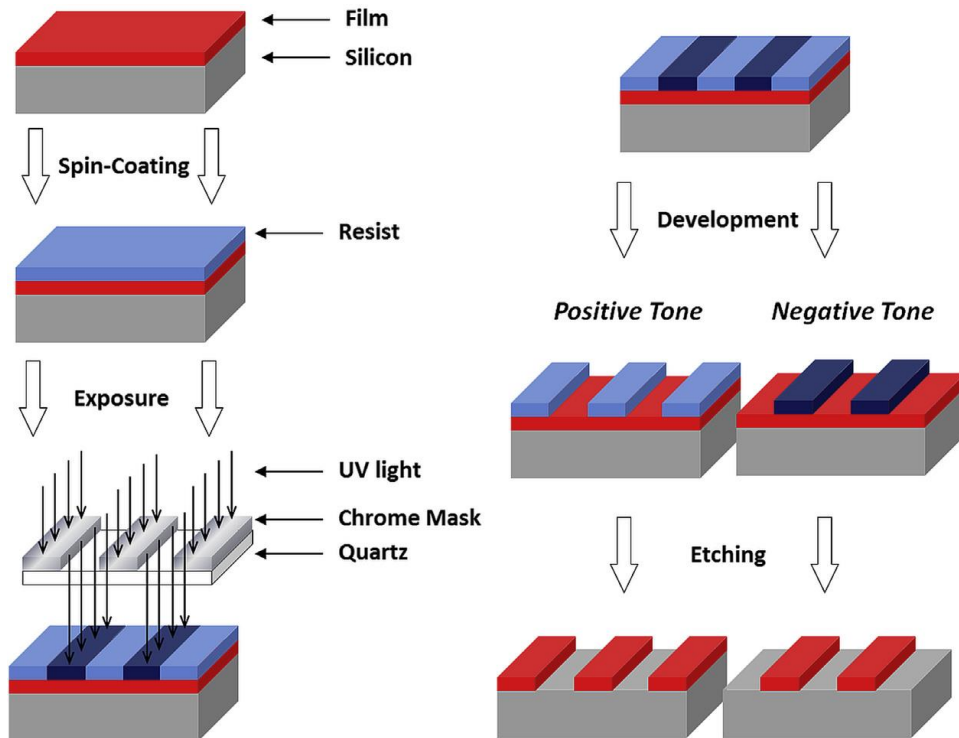 Film
Silicon
Spin-Coating
Resist
Exposure
UV light
Chrome Mask
Quartz
Development
Positive Tone
Negative Tone
Etching